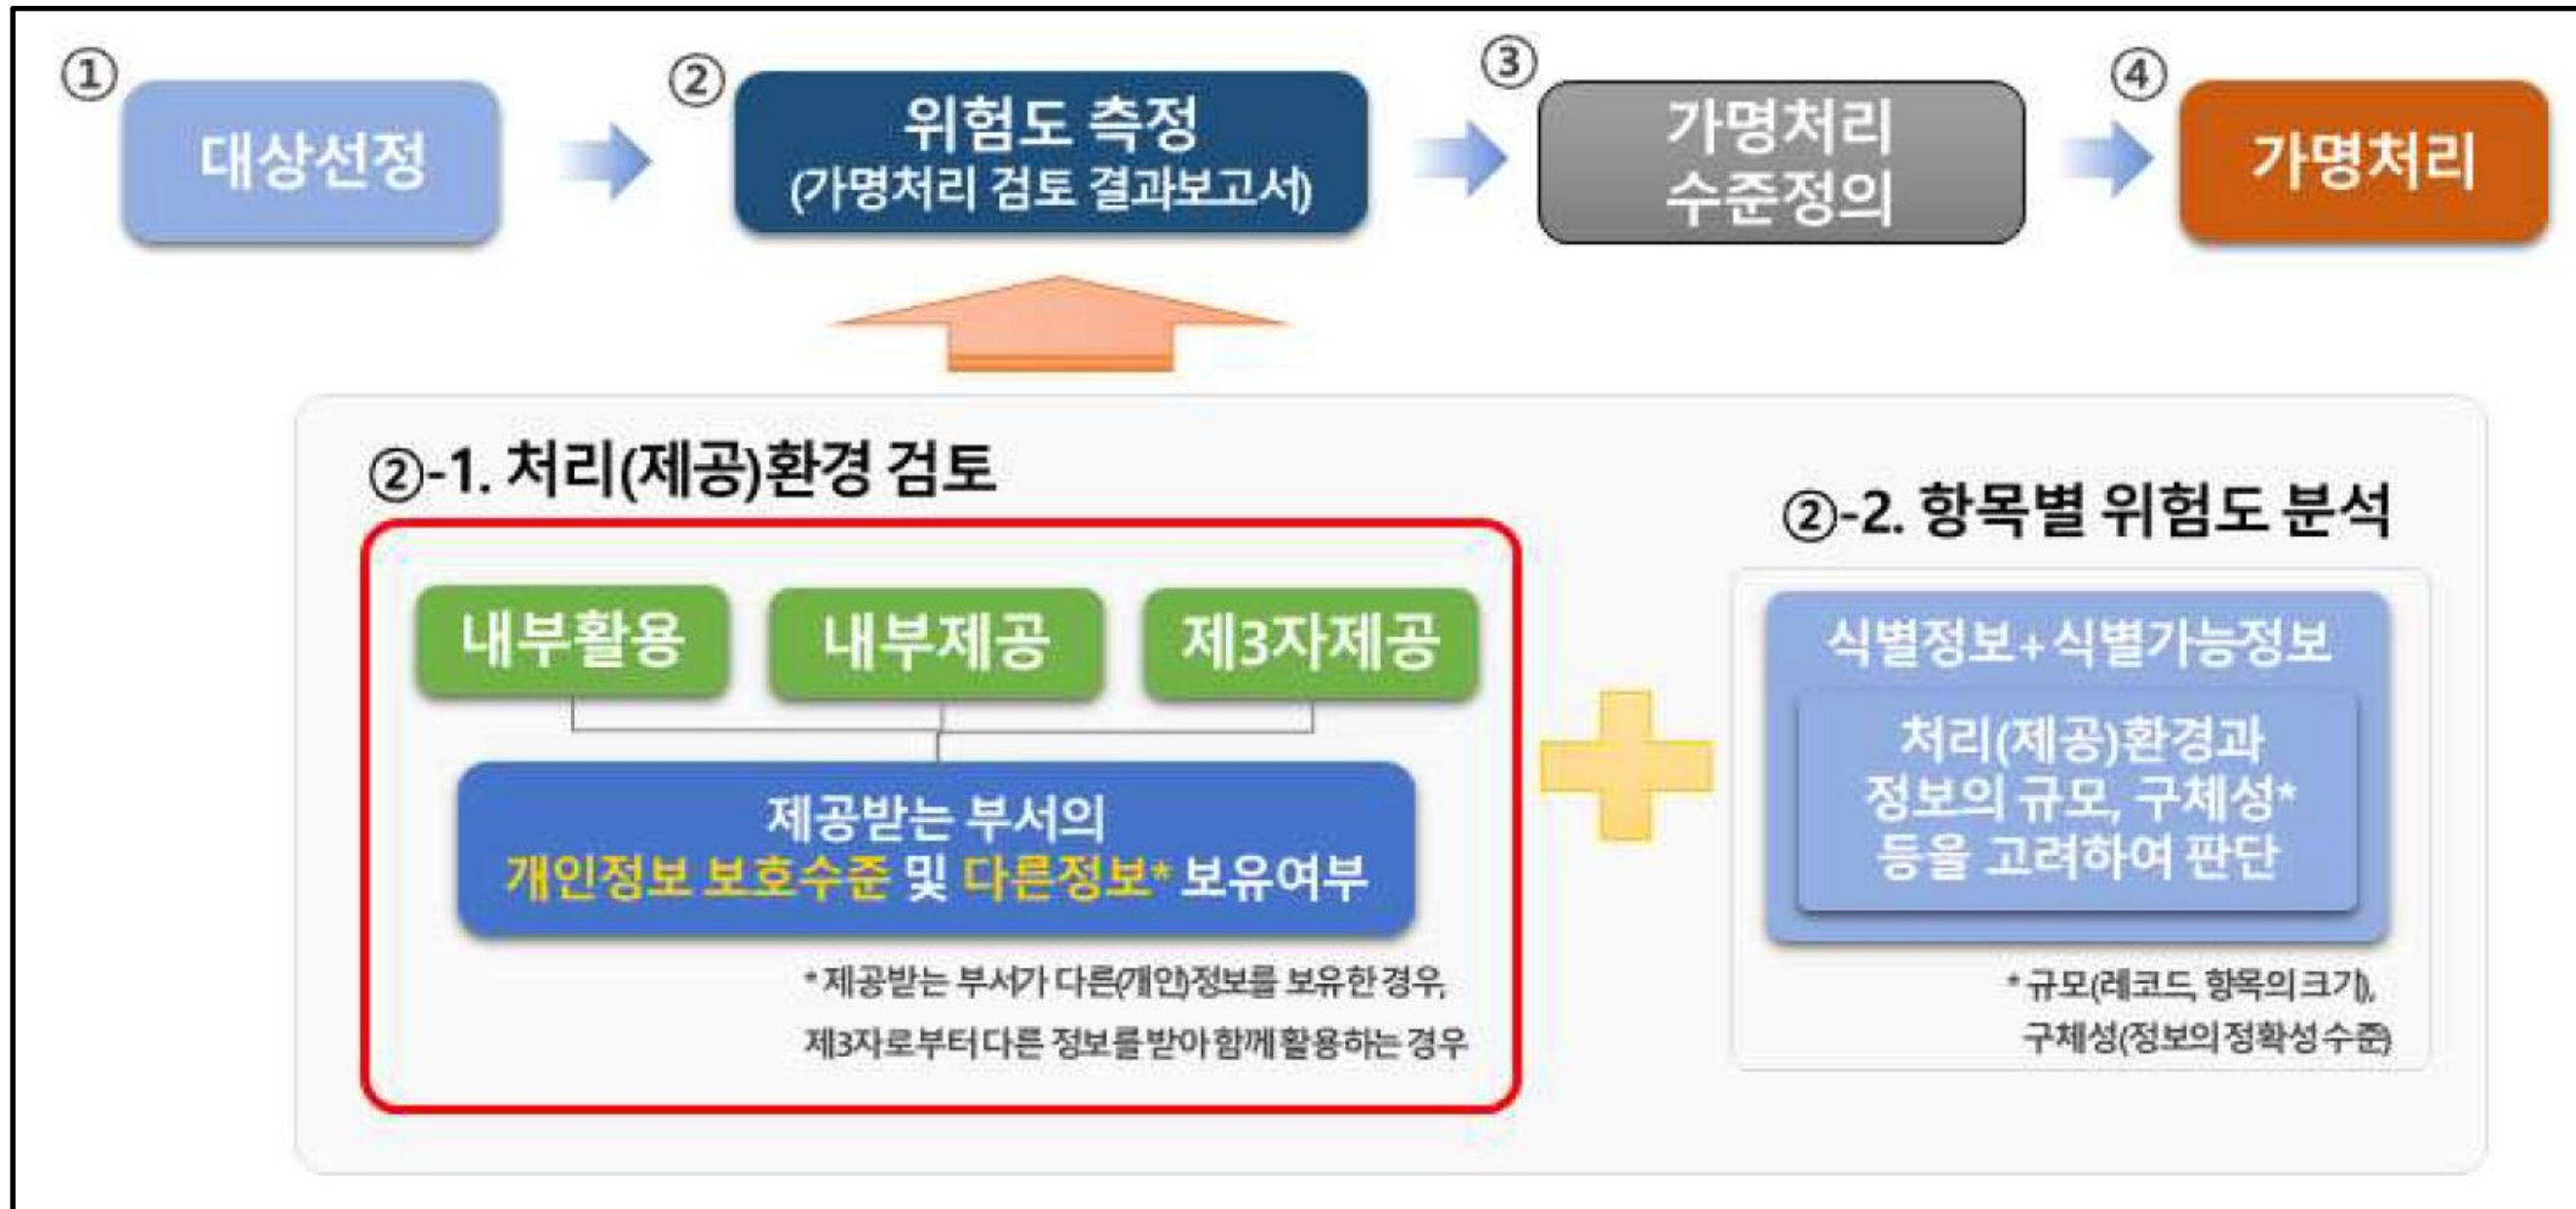 ①
대상선정
②
위험도 측정
(가명처리 검토 결과보고서)
③
가명처리
수준정의
④
가명처리
②-1. 처리(제공)환경 검토
내부활용
내부제공
제3자제공
제공받는 부서의
개인정보 보호수준 및 다른정보* 보유여부
* 제공받는 부서가 다른(개인)정보를 보유한 경우,
제3자로부터 다른 정보를 받아 함께 활용하는 경우
②-2. 항목별 위험도 분석
식별정보+식별가능정보
처리(제공)환경과
정보의 규모, 구체성*
등을 고려하여 판단
* 규모(레코드, 항목의 크기),
구체성(정보의 정확성 수준)